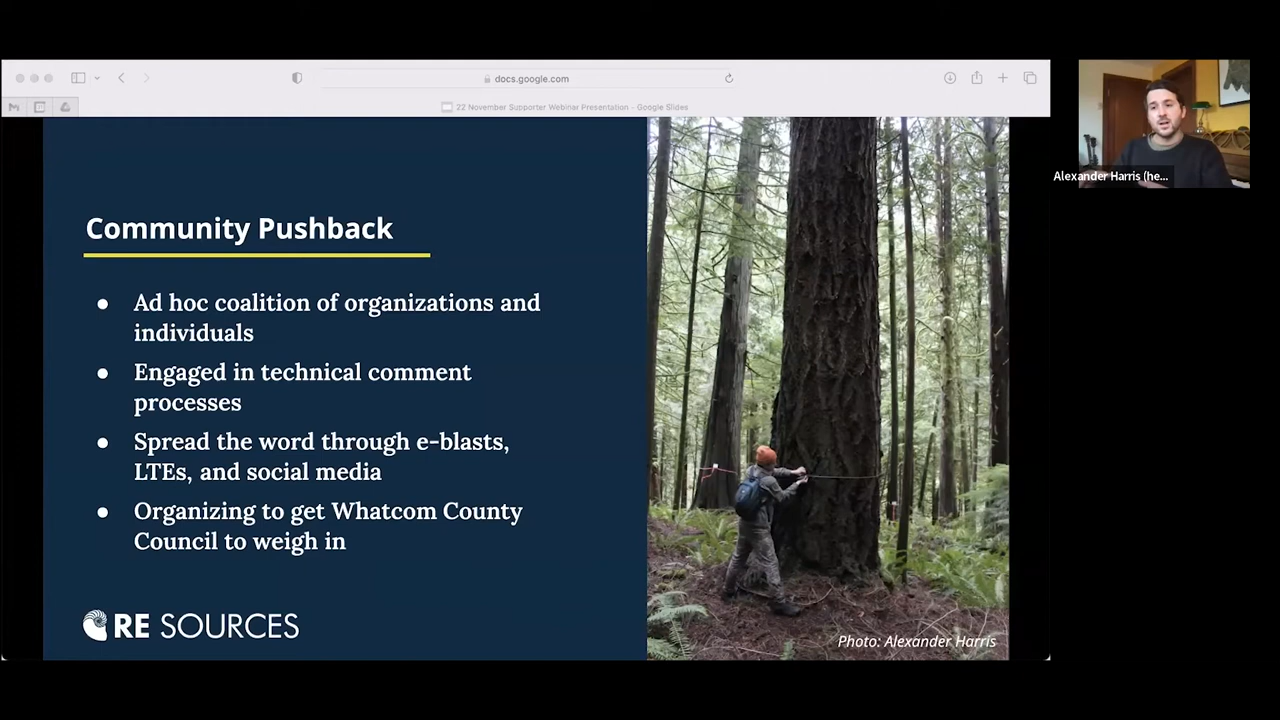 docs.google.com
22 November Supporter Webinar Presentation - Google Slides
Alexander Harris (he...
Community Pushback
● Ad hoc coalition of organizations and
individuals
● Engaged in technical comment
processes
● Spread the word through e-blasts,
LTEs, and social media
● Organizing to get Whatcom County
Council to weigh in
RE SOURCES
Photo: Alexander Harris